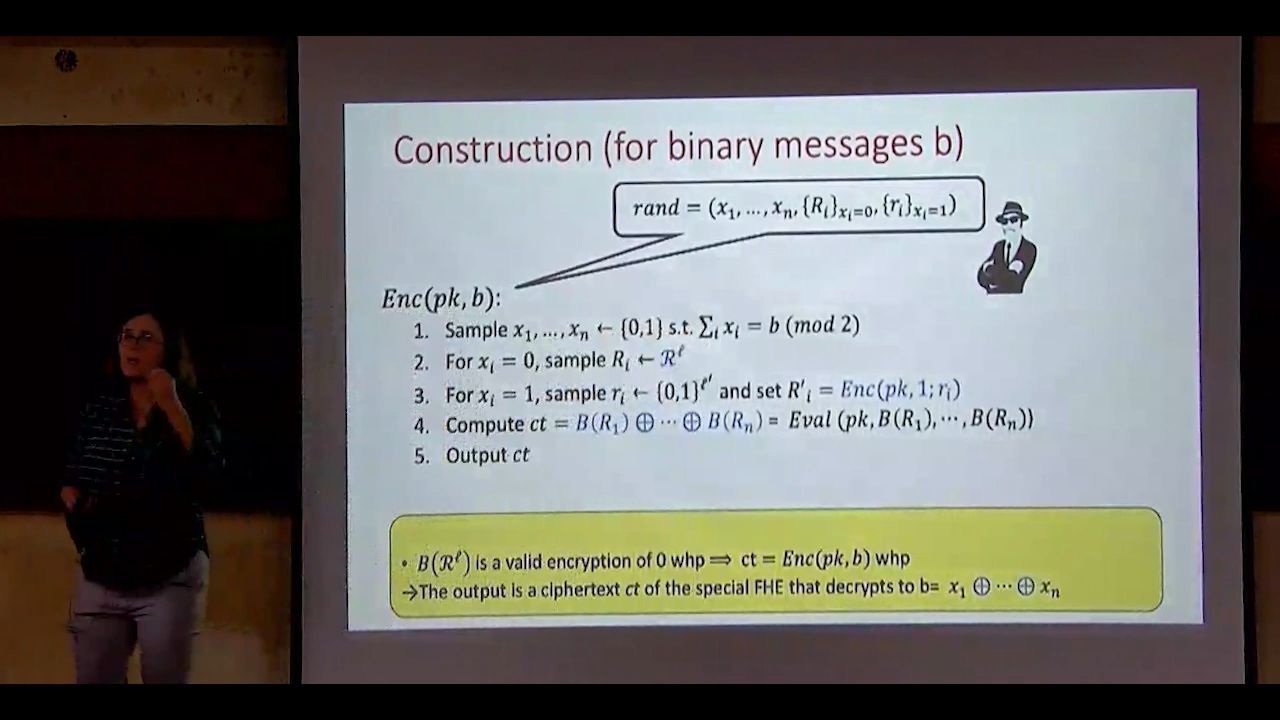 Construction (for binary messages b)
rand = (x₁, …, xₙ, {Rᵢ}ₓᵢ₌₀, {rᵢ}ₓᵢ₌₁)
Enc(pk, b):
1. Sample x₁, …, xₙ ← {0,1} s.t. ∑ᵢ xᵢ = b (mod 2)
2. For xᵢ = 0, sample Rᵢ ← ℛ^ℓ
3. For xᵢ = 1, sample rᵢ ← {0,1}^ℓ′ and set R'ᵢ = Enc(pk, 1; rᵢ)
4. Compute ct = B(R₁) ⊕ ⋯ ⊕ B(Rₙ) = Eval (pk, B(R₁), ⋯ , B(Rₙ))
5. Output ct
• B(ℛ^ℓ) is a valid encryption of 0 whp ⟹ ct = Enc(pk, b) whp
→The output is a ciphertext ct of the special FHE that decrypts to b= x₁ ⊕ ⋯ ⊕ xₙ